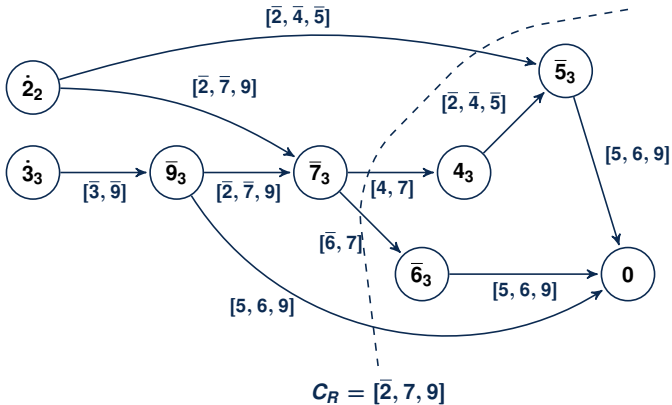 [2̅, 4̅, 5̅]
5̅₃
2̇₂
[2̅, 7̅, 9]
[2̅, 4̅, 5̅]
[5, 6, 9]
3̇₃
[3̅, 9̅]
9̅₃
[2̅, 7̅, 9]
7̅₃
[4, 7]
4₃
[6̅, 7]
6̅₃
[5, 6, 9]
0
[5, 6, 9]
C_R = [2̅, 7, 9]